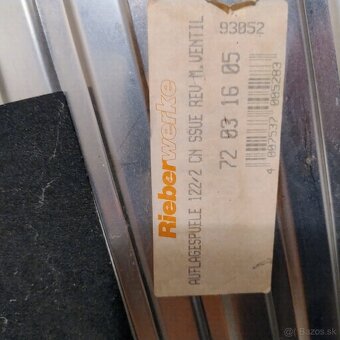 93052
Rieberwerke
AUFLAGESPUELE 122/2 CN SSUE REV M.VENTIL
72 03 16 05
4 007537 005283
Bazos.sk